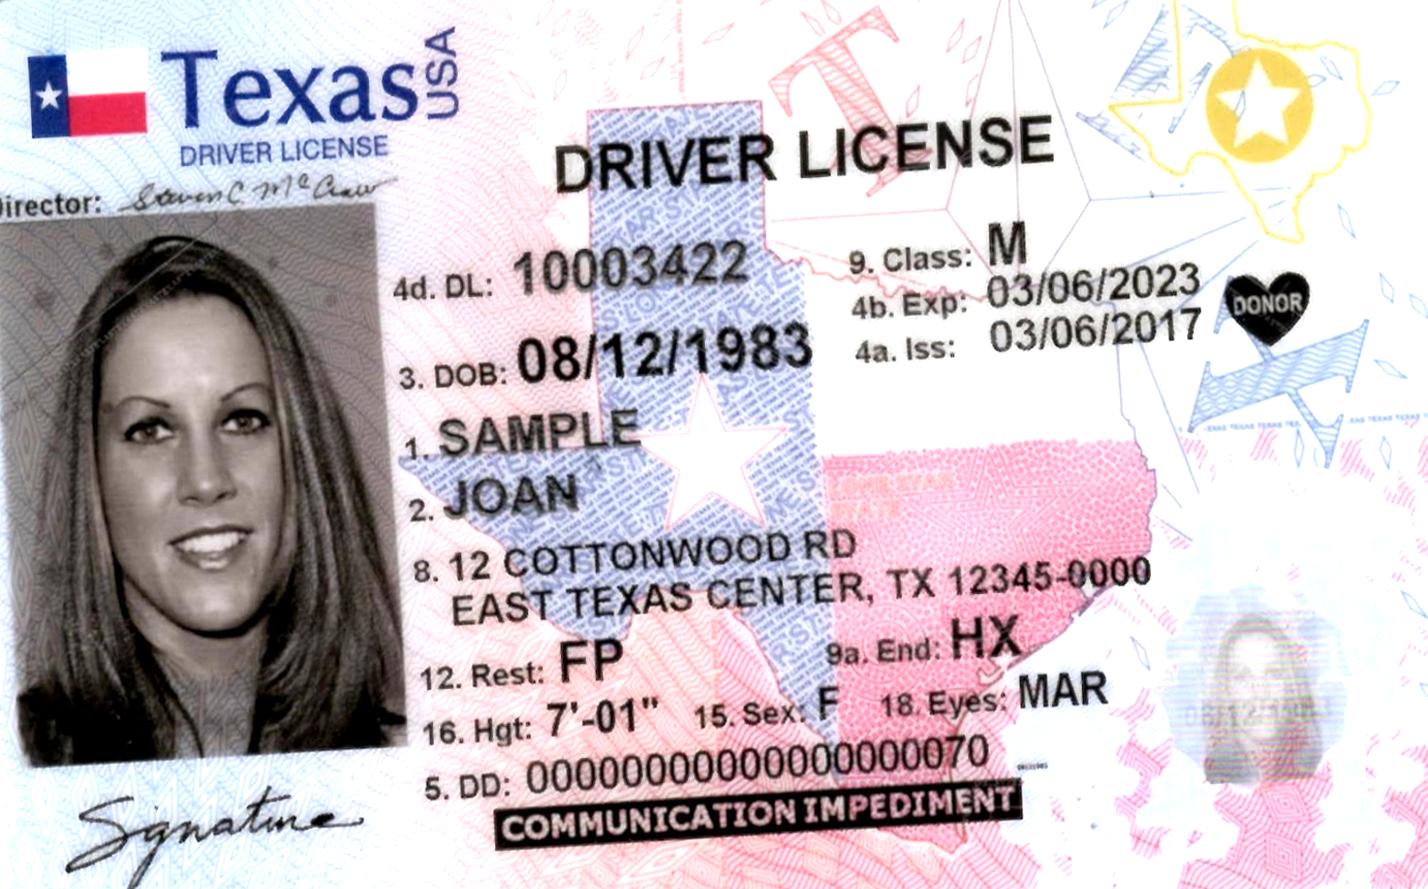 Texas USA
DRIVER LICENSE
Director: Steven C McCraw
DRIVER LICENSE
4d. DL: 10003422
9. Class: M
4b. Exp: 03/06/2023
4a. Iss: 03/06/2017
DONOR
3. DOB: 08/12/1983
1. SAMPLE
2. JOAN
8. 12 COTTONWOOD RD
EAST TEXAS CENTER, TX 12345-0000
12. Rest: FP
9a. End: HX
16. Hgt: 7'-01" 15. Sex: F 18. Eyes: MAR
5. DD: 00000000000000000070
COMMUNICATION IMPEDIMENT
Signature